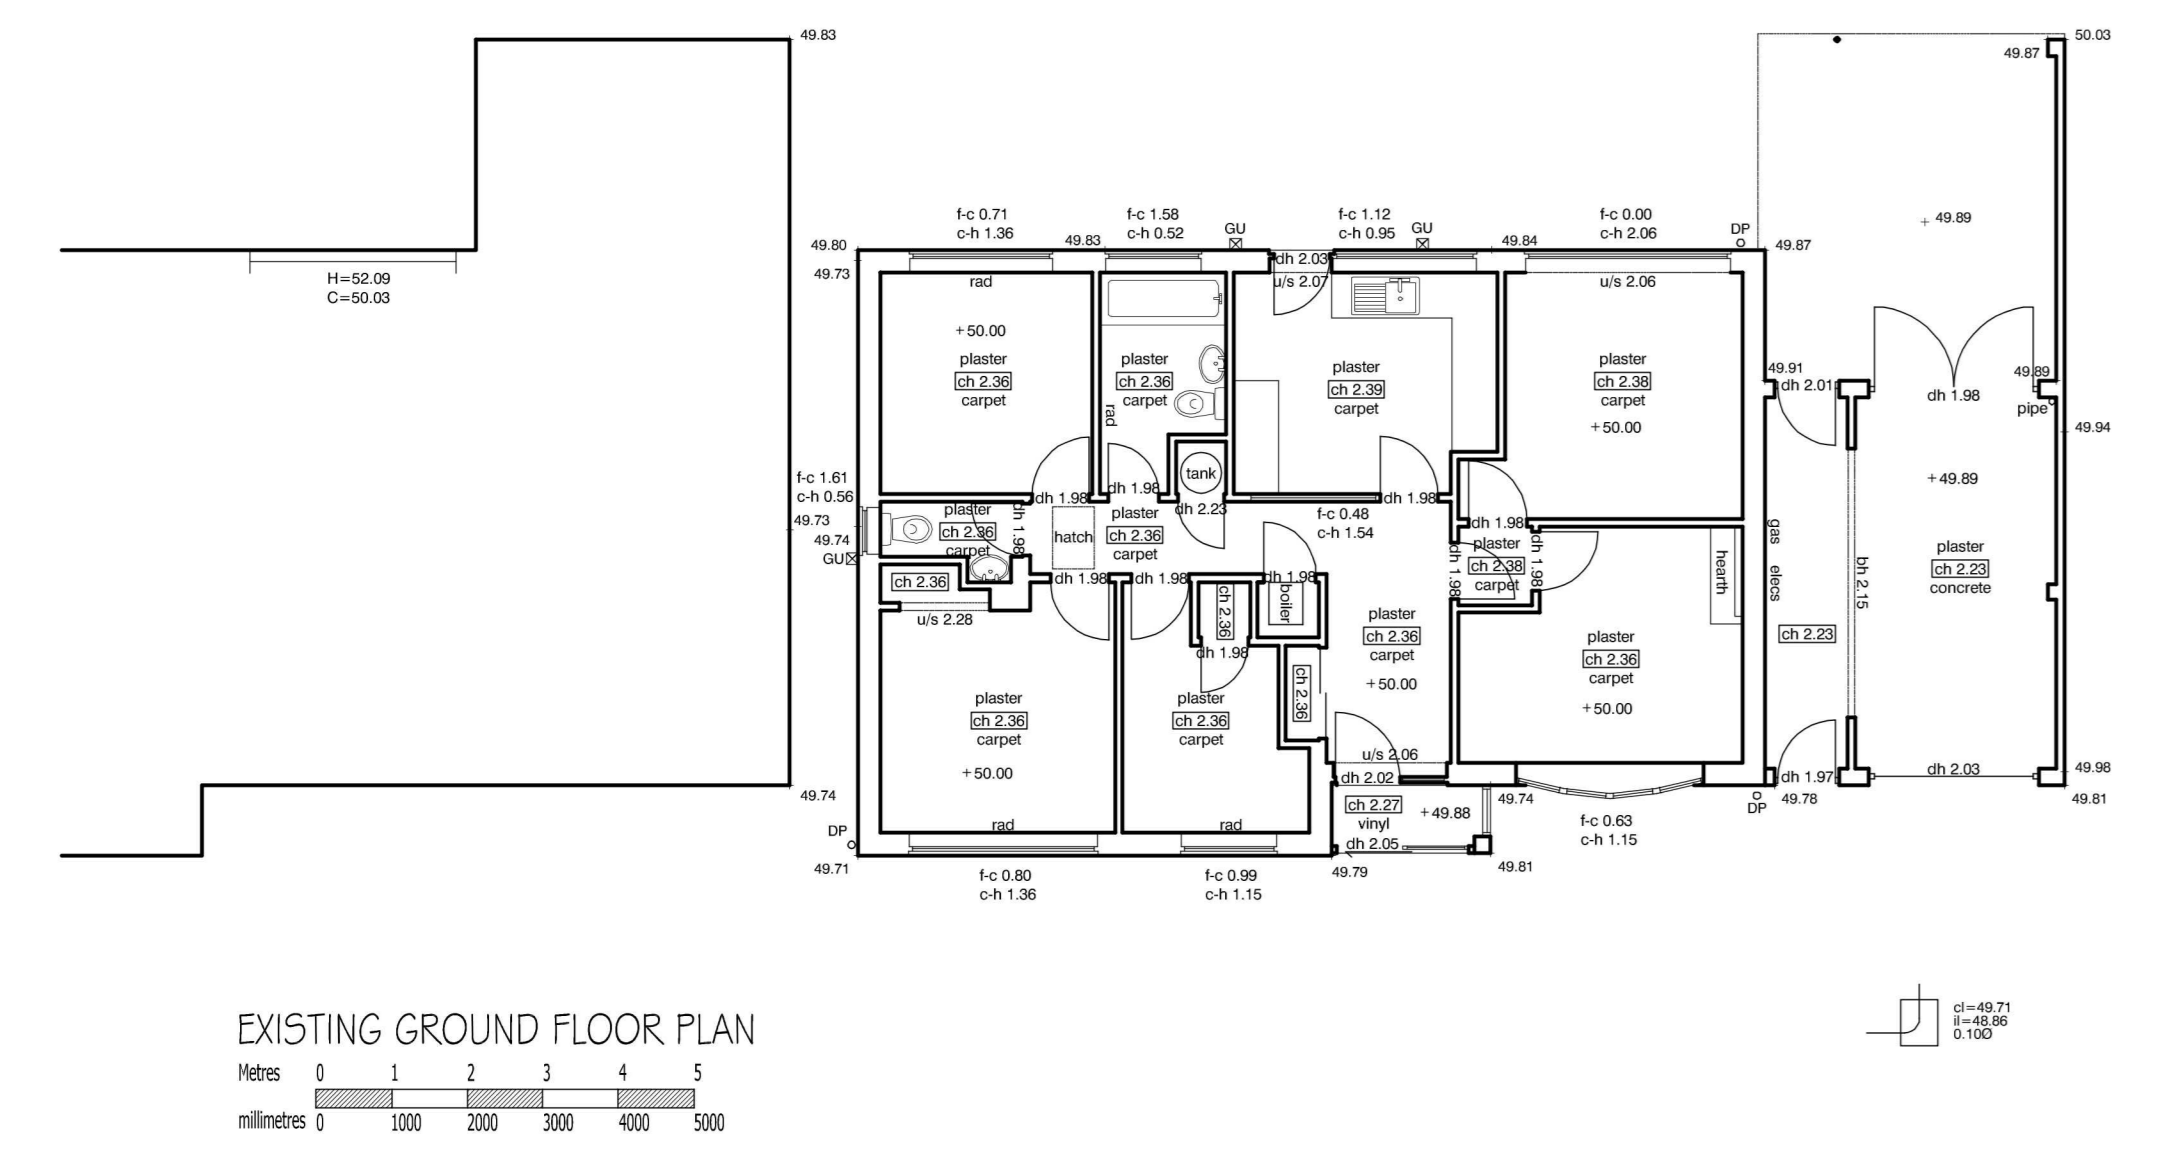 49.83
50.03
49.87
f-c 0.71
c-h 1.36
49.83
f-c 1.58
c-h 0.52
GU
f-c 1.12
c-h 0.95
GU
49.84
f-c 0.00
c-h 2.06
DP
49.87
49.89
49.80
49.73
H=52.09
C=50.03
rad
dh 2.03
u/s 2.07
u/s 2.06
50.00
plaster
ch 2.36
carpet
plaster
ch 2.36
carpet
rad
plaster
ch 2.39
carpet
plaster
ch 2.38
carpet
50.00
49.91
dh 2.01
49.89
dh 1.98
pipe
49.94
49.89
f-c 1.61
c-h 0.56
49.73
49.74
GU
tank
dh 1.98
dh 1.98
dh 2.23
dh 1.98
plaster
ch 2.36
carpet
dh 1.98
hatch
plaster
ch 2.36
carpet
f-c 0.48
c-h 1.54
dh 1.98
plaster
ch 2.38
carpet
dh 1.98
dh 1.98
hearth
gas
elecs
bh 2.15
plaster
ch 2.23
concrete
ch 2.23
ch 2.36
u/s 2.28
dh 1.98
dh 1.98
dh 1.98
ch 2.36
boiler
dh 1.98
plaster
ch 2.36
carpet
50.00
plaster
ch 2.36
carpet
50.00
plaster
ch 2.36
carpet
50.00
plaster
ch 2.36
carpet
ch 2.36
u/s 2.06
dh 2.02
ch 2.27
vinyl
49.88
dh 2.05
rad
rad
49.74
DP
49.71
49.74
f-c 0.63
c-h 1.15
DP
dh 1.97
49.78
dh 2.03
49.98
49.81
f-c 0.80
c-h 1.36
f-c 0.99
c-h 1.15
49.79
49.81
cl=49.71
il=48.86
0.10Ø
EXISTING GROUND FLOOR PLAN
Metres 0 1 2 3 4 5
millimetres 0 1000 2000 3000 4000 5000